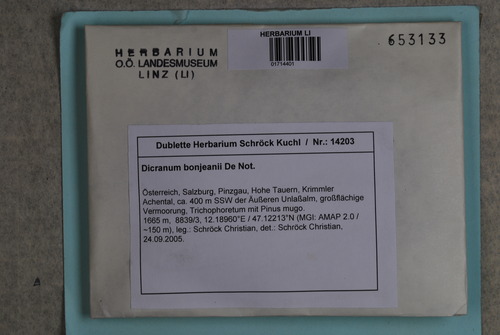 HERBARIUM
O.Ö. LANDESMUSEUM
LINZ (LI)
HERBARIUM LI
01714401
653133
Dublette Herbarium Schröck Kuchl / Nr.: 14203
Dicranum bonjeanii De Not.
Österreich, Salzburg, Pinzgau, Hohe Tauern, Krimmler
Achental, ca. 400 m SSW der Äußeren Unlaßalm, großflächige
Vermoorung, Trichophoretum mit Pinus mugo.
1665 m, 8839/3, 12.18960°E / 47.12213°N (MGI: AMAP 2.0 /
~150 m), leg.: Schröck Christian, det.: Schröck Christian,
24.09.2005.